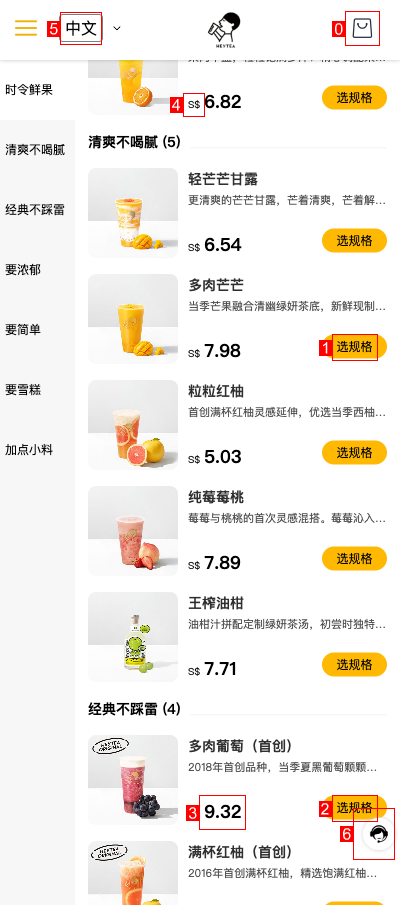 5 中文
HEYTEA
0
时令鲜果
4 S$ 6.82 选规格
清爽不喝腻
经典不踩雷
要浓郁
要简单
要雪糕
加点小料
清爽不喝腻 (5)
轻芒芒甘露
更清爽的芒芒甘露，芒着清爽，芒着解...
S$ 6.54 选规格
多肉芒芒
当季芒果融合清幽绿妍茶底，新鲜现制...
S$ 7.98 1 选规格
粒粒红柚
首创满杯红柚灵感延伸，优选当季西柚...
S$ 5.03 选规格
纯莓莓桃
莓莓与桃桃的首次灵感混搭。莓莓沁入...
S$ 7.89 选规格
王榨油柑
油柑汁拼配定制绿妍茶汤，初尝时独特...
S$ 7.71 选规格
经典不踩雷 (4)
HEYTEA ORIGINAL
多肉葡萄（首创）
2018年首创品种，当季夏黑葡萄颗颗...
3 9.32 2 选规格
6
HEYTEA ORIGINAL
满杯红柚（首创）
2016年首创满杯红柚，精选饱满红柚...